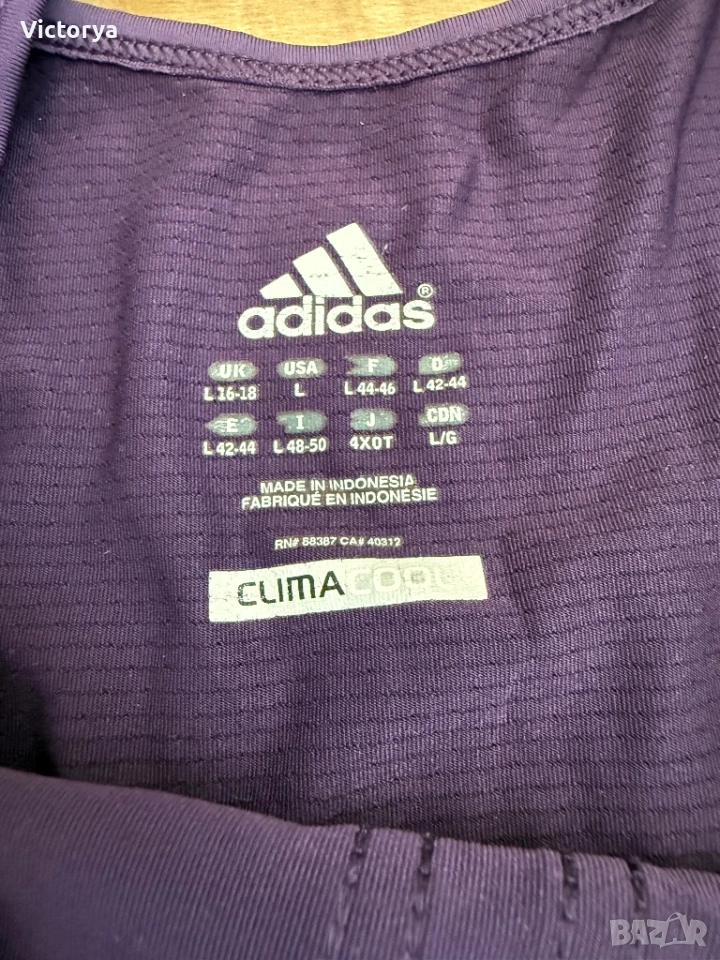 Victorya
adidas®
UK USA F D
L 16-18 L L 44-46 L 42-44
E I J CDN
L 42-44 L 48-50 4XOT L/G
MADE IN INDONESIA
FABRIQUÉ EN INDONÉSIE
RN# 88387 CA# 40312
CLIMACOOL
BAZAR